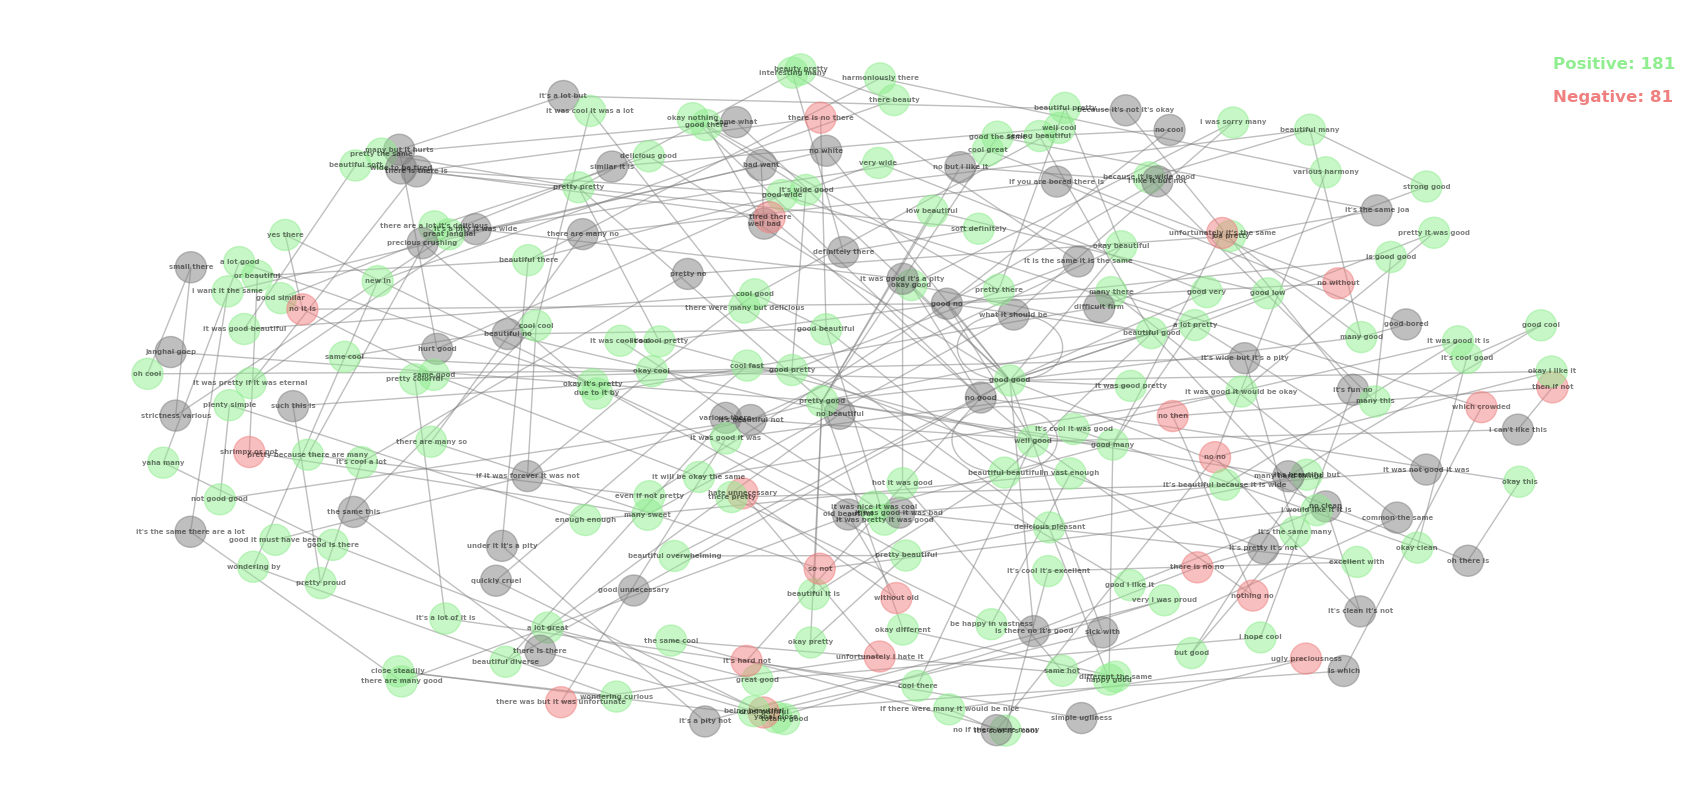 Positive: 181
Negative: 81
beauty pretty
interesting many
harmoniously there
it's a lot but
there beauty
it was cool it was a lot
beautiful pretty
because it's not it's okay
okay nothing
good there
same what
there is no there
well cool
i was sorry many
no cool
beautiful many
good the same
seeing beautiful
many but it hurts
pretty the same
beautiful soft
there is there is
delicious good
similar it is
bad want
no white
very wide
cool great
no but i like it
if you are bored there is
because it is wide good
i like it but not
various harmony
strong good
pretty pretty
good wide
it's wide good
low beautiful
it's the same joa
tired there
well bad
soft definitely
yes there
there are a lot it's delicious
it's a pity it was wide
great janghai
precious crushing
there are many no
definitely there
okay beautiful
unfortunately it's the same
pretty it was good
is good good
a lot good
small there
or beautiful
beautiful there
it is the same it is the same
pretty no
it was good it's a pity
okay good
new in
no without
i want it the same
good similar
no it is
cool good
there were many but delicious
good no
pretty there
many there
difficult firm
good very
good low
what it should be
it was good beautiful
cool cool
beautiful no
good beautiful
beautiful good
a lot pretty
good bored
good cool
many good
it was good it is
it's cool good
janghai gnep
hurt good
same cool
it's wide but it's a pity
oh cool
pretty colorful
same good
okay cool
cool fast
good pretty
good good
okay i like it
then if not
it was pretty if it was eternal
okay it's pretty
due to it by
it was good pretty
it was good it would be okay
it's fun no
many this
plenty simple
such this is
strictness various
pretty good
no beautiful
no good
which crowded
various there
it's beautiful not
no then
it's cool it was good
i can't like this
it was good it was
well good
good many
there are many so
shrimpy or not
pretty because there are many
it's cool a lot
yaha many
no no
it was not good it was
if it was forever it was not
it will be okay the same
beautiful beautiful
in vast enough
hot it was good
it's beautiful because it is wide
okay this
not good good
even if not pretty
there pretty
hate unnecessary
the same this
many sweet
enough enough
it was nice it was cool
it was good it was bad
old beautiful
it was pretty it was good
no clean
i would like it it is
common the same
it's the same there are a lot
delicious pleasant
it's the same many
good it must have been
good is there
under it it's a pity
it's pretty it's not
okay clean
beautiful overwhelming
pretty beautiful
oh there is
excellent with
wondering by
so not
it's cool it's excellent
there is no no
pretty proud
quickly cruel
good i like it
good unnecessary
beautiful it is
without old
very i was proud
nothing no
it's clean it's not
it's a lot of it is
a lot great
be happy in vastness
okay different
is there no it's good
sick with
the same cool
okay pretty
i hope cool
there is there
but good
beautiful diverse
it's hard not
unfortunately i hate it
ugly preciousness
close steadily
there are many good
same hot
is which
great good
different the same
happy good
cool there
wondering curious
there was but it was unfortunate
if there were many it would be nice
it's a pity hot
totally good
simple ugliness
no if there were many